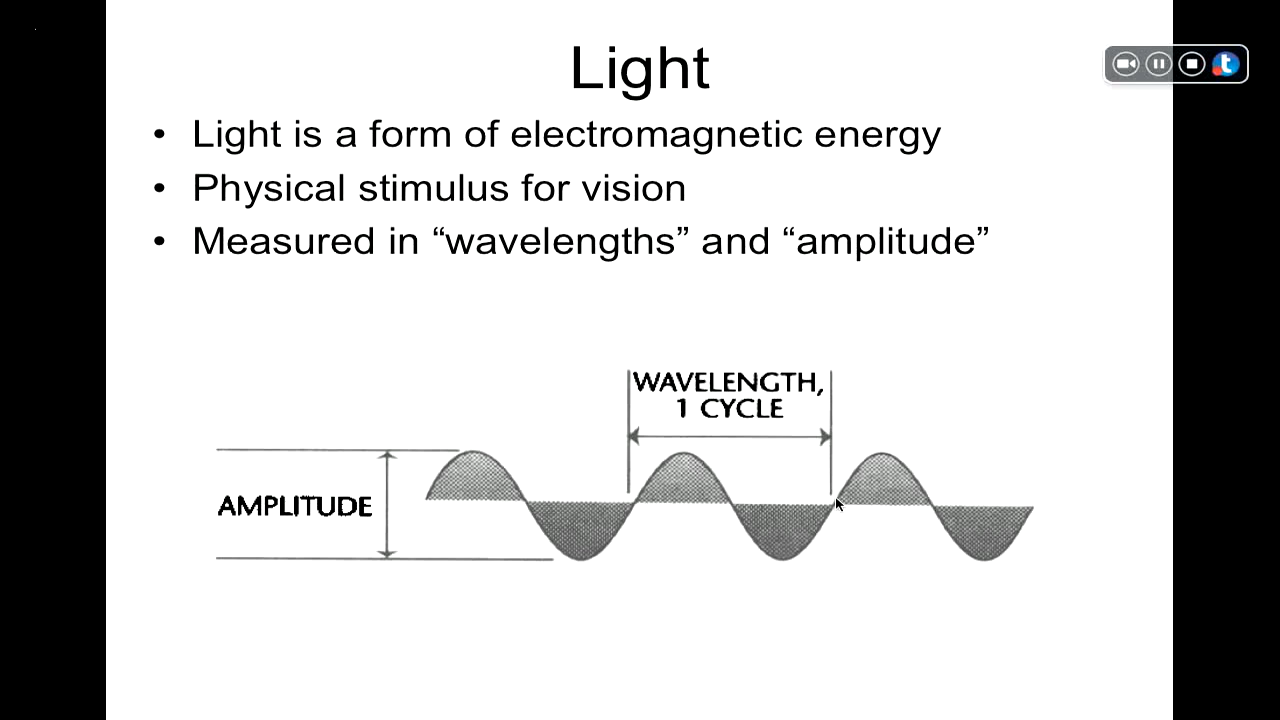 Light
• Light is a form of electromagnetic energy
• Physical stimulus for vision
• Measured in “wavelengths” and “amplitude”
WAVELENGTH,
1 CYCLE
AMPLITUDE
t